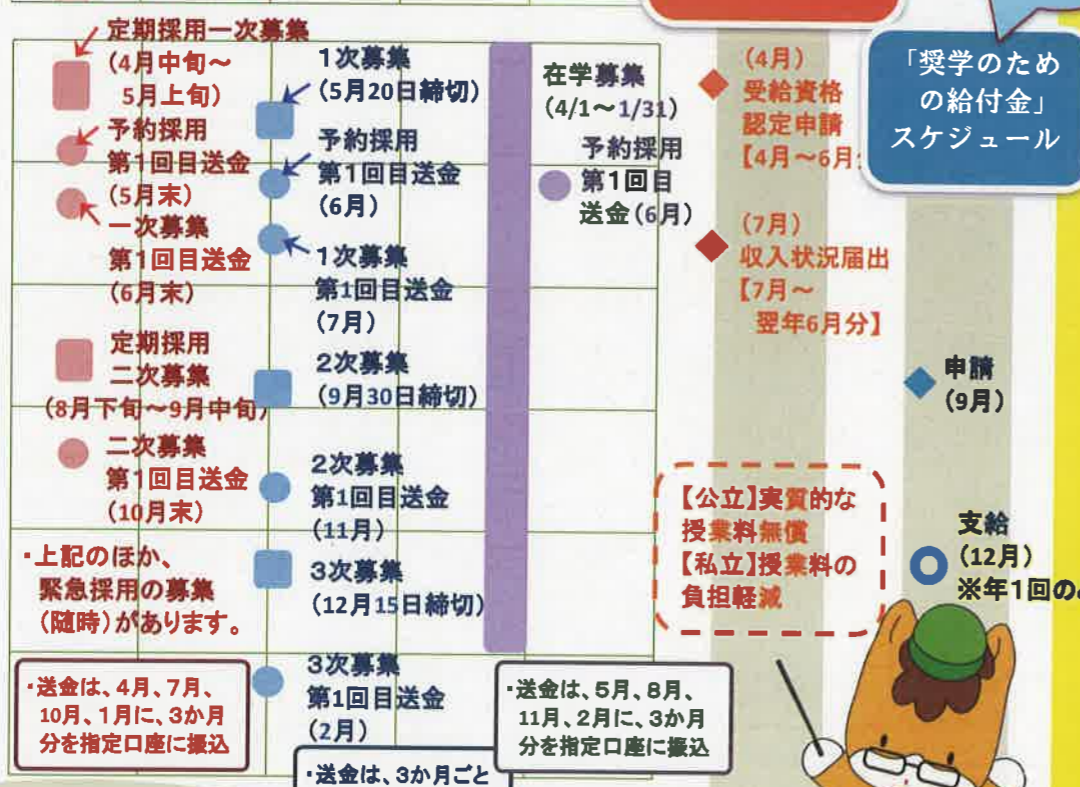 定期採用一次募集
(4月中旬～
5月上旬)
予約採用
第1回目送金
(5月末)
一次募集
第1回目送金
(6月末)
定期採用
二次募集
(8月下旬～9月中旬)
二次募集
第1回目送金
(10月末)
・上記のほか、
緊急採用の募集
(随時)があります。
・送金は、4月、7月、
10月、1月に、3か月
分を指定口座に振込
1次募集
(5月20日締切)
予約採用
第1回目送金
(6月)
1次募集
第1回目送金
(7月)
2次募集
(9月30日締切)
2次募集
第1回目送金
(11月)
3次募集
(12月15日締切)
3次募集
第1回目送金
(2月)
・送金は、3か月ごと
在学募集
(4/1～1/31)
予約採用
第1回目
送金(6月)
・送金は、5月、8月、
11月、2月に、3か月
分を指定口座に振込
(4月)
受給資格
認定申請
【4月～6月
(7月)
収入状況届出
【7月～
翌年6月分】
【公立】実質的な
授業料無償
【私立】授業料の
負担軽減
「奨学のため
の給付金」
スケジュール
申請
(9月)
支給
(12月)
※年1回の